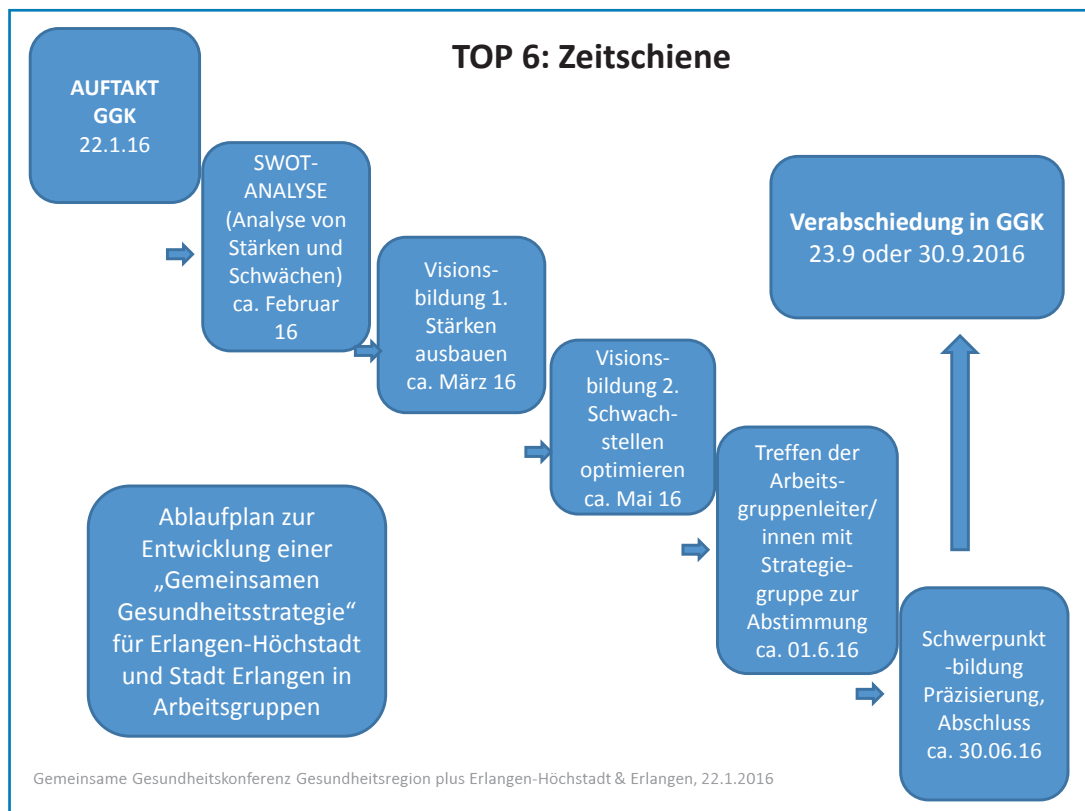 TOP 6: Zeitschiene
AUFTAKT
GGK
22.1.16
SWOT-
ANALYSE
(Analyse von
Stärken und
Schwächen)
ca. Februar
16
Visions-
bildung 1.
Stärken
ausbauen
ca. März 16
Visions-
bildung 2.
Schwach-
stellen
optimieren
ca. Mai 16
Treffen der
Arbeits-
gruppenleiter/
innen mit
Strategie-
gruppe zur
Abstimmung
ca. 01.6.16
Schwerpunkt
-bildung
Präzisierung,
Abschluss
ca. 30.06.16
Verabschiedung in GGK
23.9 oder 30.9.2016
Ablaufplan zur
Entwicklung einer
„Gemeinsamen
Gesundheitsstrategie“
für Erlangen-Höchstadt
und Stadt Erlangen in
Arbeitsgruppen
Gemeinsame Gesundheitskonferenz Gesundheitsregion plus Erlangen-Höchstadt & Erlangen, 22.1.2016